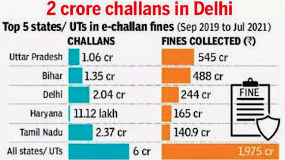 2 crore challans in Delhi
Top 5 states/ UTs in e-challan fines (Sep 2019 to Jul 2021)
CHALLANS FINES COLLECTED (₹)
Uttar Pradesh 1.06 cr 545 cr
Bihar 1.35 cr 488 cr
Delhi 2.04 cr 244 cr
Haryana 11.12 lakh 165 cr
Tamil Nadu 2.37 cr 140.9 cr
All states/ UTs 6 cr 1,975 cr
FINE